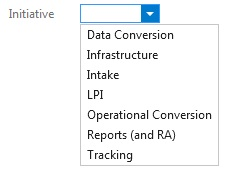 Initiative
Data Conversion
Infrastructure
Intake
LPI
Operational Conversion
Reports (and RA)
Tracking